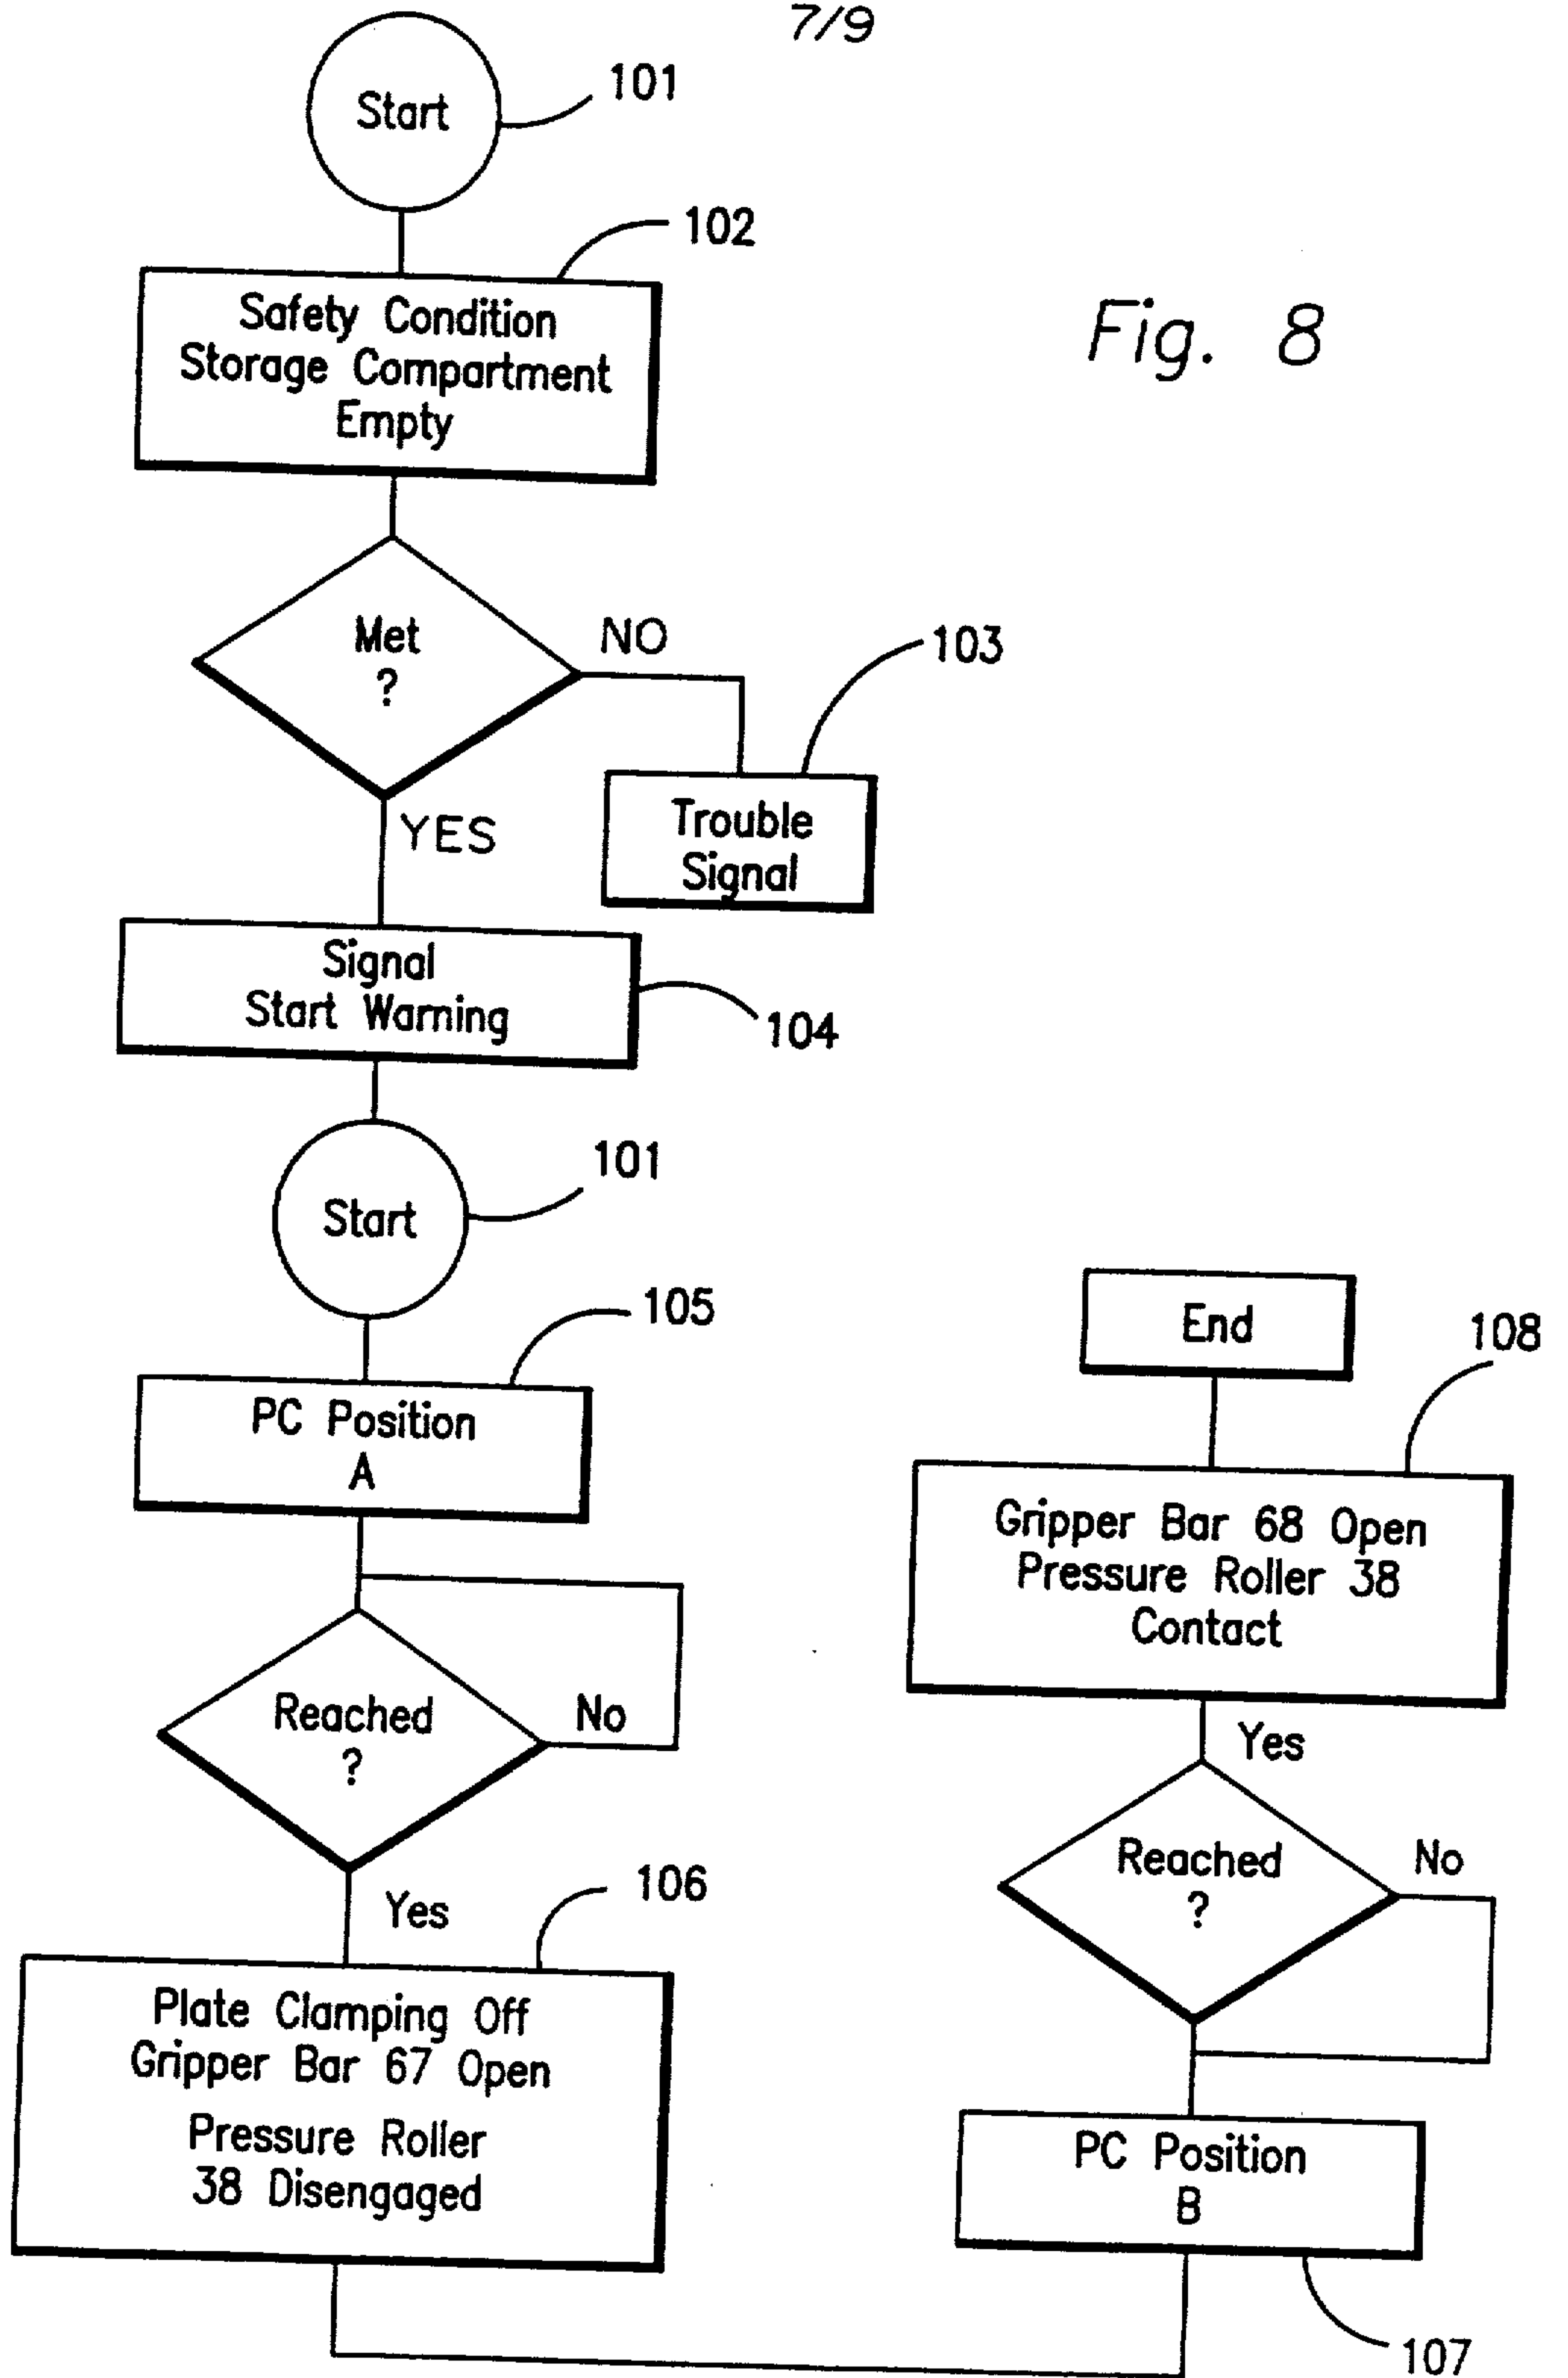 7/9
Start
101
102
Safety Condition
Storage Compartment
Empty
Fig. 8
Met
?
NO
103
YES
Trouble
Signal
Signal
Start Warning
104
Start
101
105
PC Position
A
Reached
?
No
Yes
106
Plate Clamping Off
Gripper Bar 67 Open
Pressure Roller
38 Disengaged
End
108
Gripper Bar 68 Open
Pressure Roller 38
Contact
Yes
Reached
?
No
PC Position
B
107